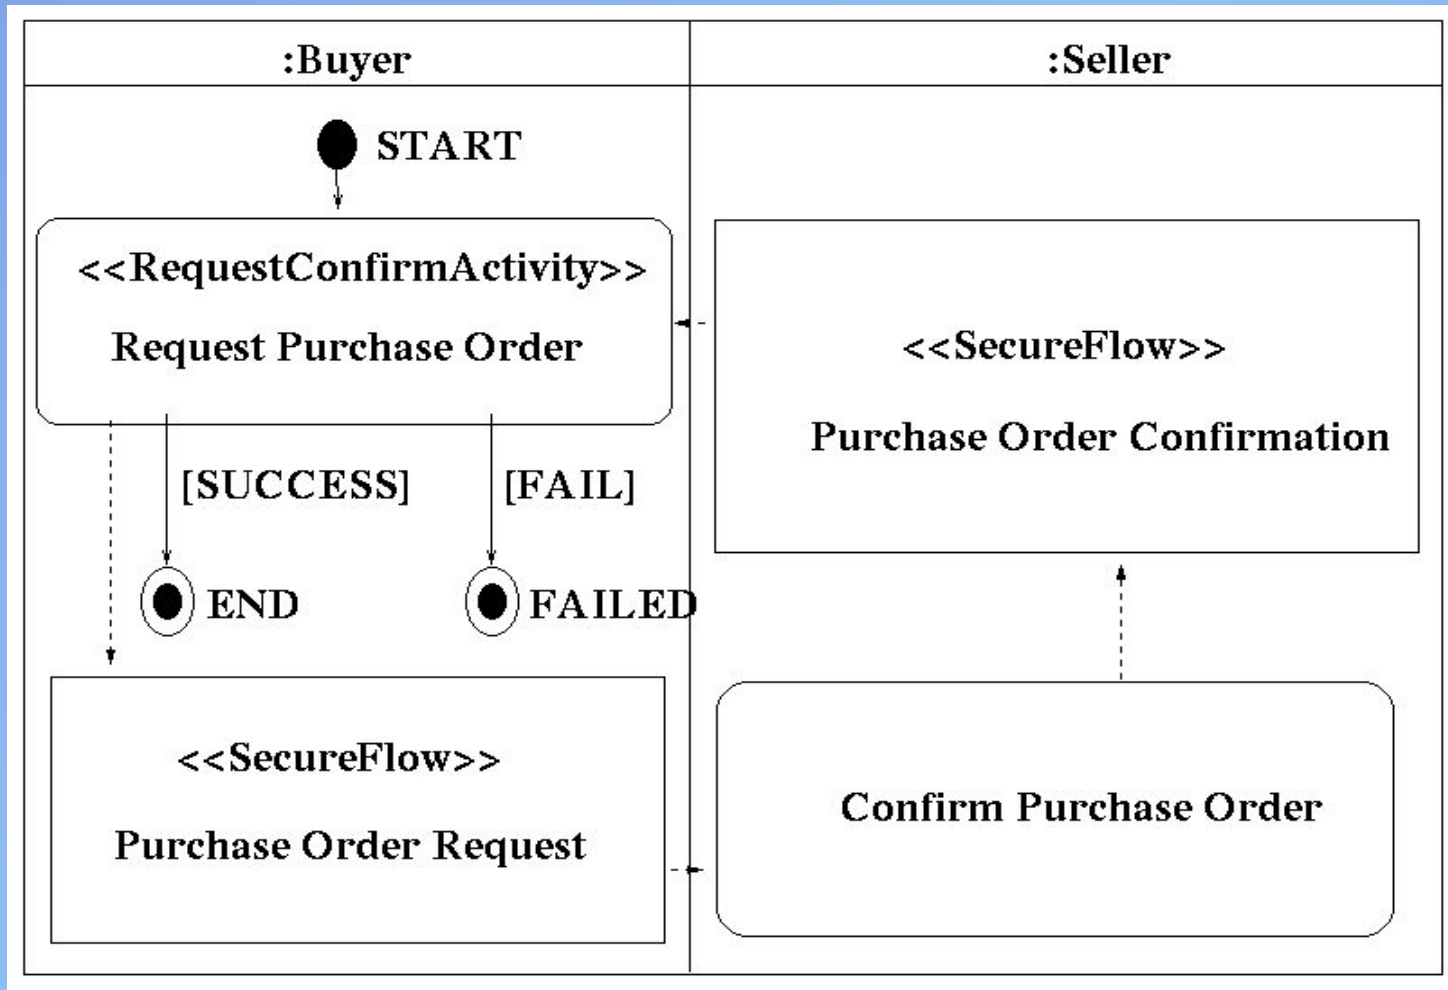 :Buyer
:Seller
START
<<RequestConfirmActivity>>
Request Purchase Order
[SUCCESS]
[FAIL]
END
FAILED
<<SecureFlow>>
Purchase Order Request
<<SecureFlow>>
Purchase Order Confirmation
Confirm Purchase Order